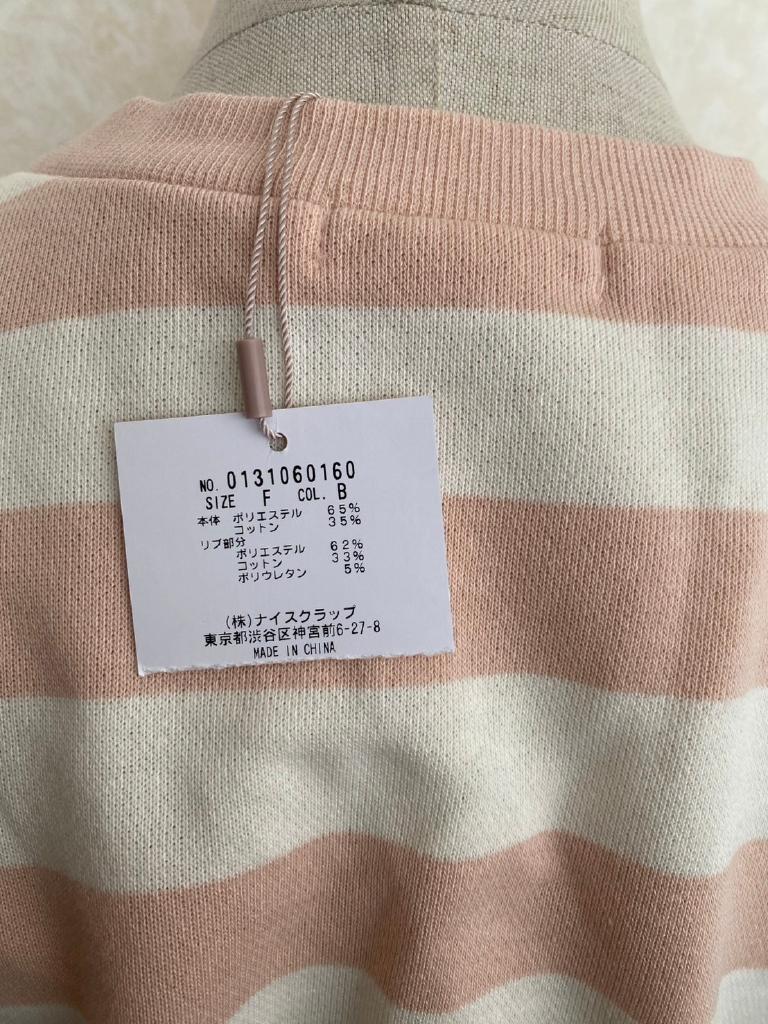 NO. 0131060160
SIZE F COL. B
本体 ポリエステル 65%
コットン 35%
リブ部分
ポリエステル 62%
コットン 33%
ポリウレタン 5%
(株)ナイスクラップ
東京都渋谷区神宮前6-27-8
MADE IN CHINA